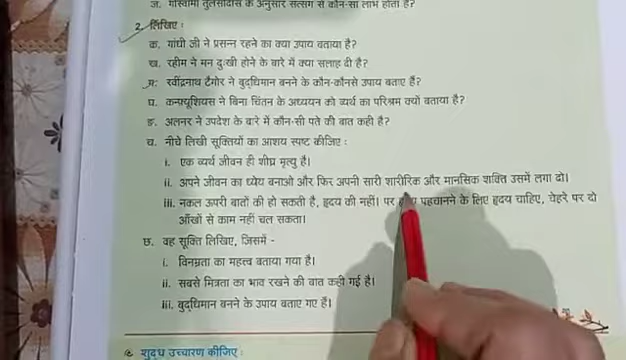 ज. गोस्वामी तुलसीदास के अनुसार सत्संग से कौन-सा लाभ होता है?
2. लिखिए :
क. गांधी जी ने प्रसन्न रहने का क्या उपाय बताया है?
ख. रहीम ने मन दुःखी होने के बारे में क्या सलाह दी है?
ग. रवींद्रनाथ टैगोर ने बुद्धिमान बनने के कौन-कौनसे उपाय बताए हैं?
घ. कन्फ्यूशियस ने बिना चिंतन के अध्ययन को व्यर्थ का परिश्रम क्यों बताया है?
ङ. अलनर ने उपदेश के बारे में कौन-सी पते की बात कही है?
च. नीचे लिखी सूक्तियों का आशय स्पष्ट कीजिए :
i. एक व्यर्थ जीवन ही शीघ्र मृत्यु है।
ii. अपने जीवन का ध्येय बनाओ और फिर अपनी सारी शारीरिक और मानसिक शक्ति उसमें लगा दो।
iii. नकल ऊपरी बातों की हो सकती है, हृदय की नहीं। पर पहचानने के लिए हृदय चाहिए, चेहरे पर दो
आँखों से काम नहीं चल सकता।
छ. वह सूक्ति लिखिए, जिसमें -
i. विनम्रता का महत्व बताया गया है।
ii. सबसे मित्रता का भाव रखने की बात कही गई है।
iii. बुद्धिमान बनने के उपाय बताए गए हैं।
शुद्ध उच्चारण कीजिए :